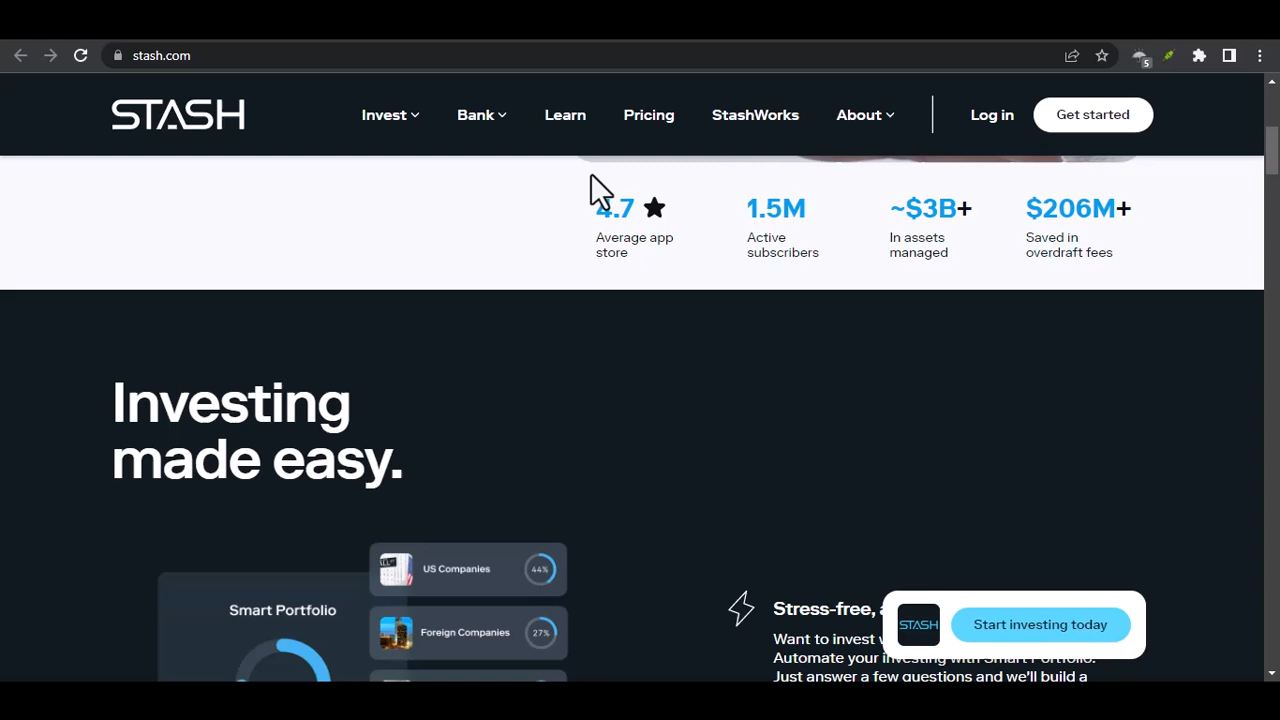 stash.com
5
STASH
Invest
Bank
Learn
Pricing
StashWorks
About
Log in
Get started
4.7 ★
1.5M
~$3B+
$206M+
Average app
store
Active
subscribers
In assets
managed
Saved in
overdraft fees
Investing
made easy.
US Companies
44%
Smart Portfolio
Foreign Companies
27%
Stress-free,
Want to invest
Automate your investing with Smart Portfolio.
Just answer a few questions and we'll build a
STASH
Start investing today